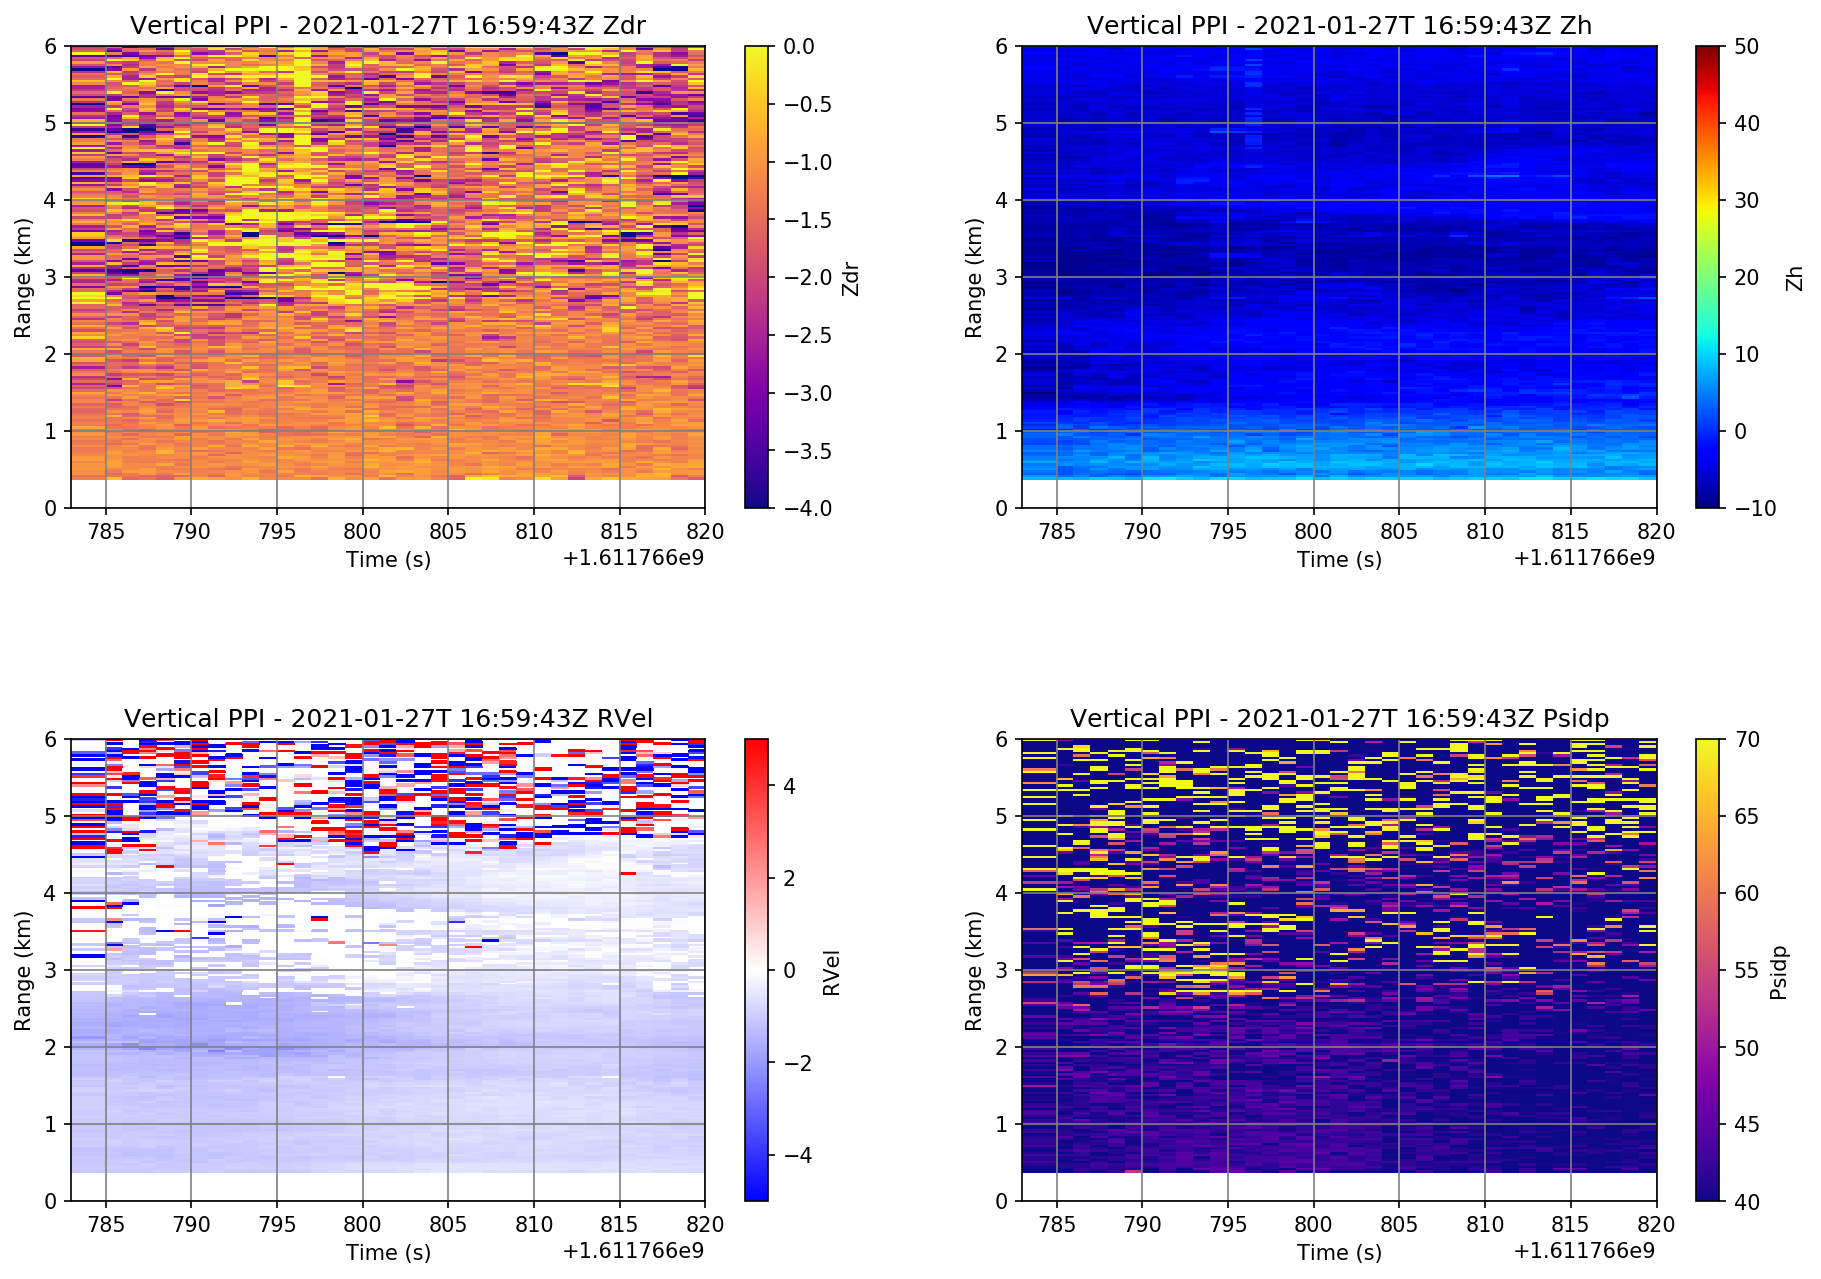 Vertical PPI - 2021-01-27T 16:59:43Z Zdr
6
5
4
3
2
1
0
Range (km)
785 790 795 800 805 810 815 820
Time (s)
+1.611766e9
0.0
−0.5
−1.0
−1.5
−2.0
−2.5
−3.0
−3.5
−4.0
Zdr
Vertical PPI - 2021-01-27T 16:59:43Z Zh
6
5
4
3
2
1
0
Range (km)
785 790 795 800 805 810 815 820
Time (s)
+1.611766e9
50
40
30
20
10
0
−10
Zh
Vertical PPI - 2021-01-27T 16:59:43Z RVel
6
5
4
3
2
1
0
Range (km)
785 790 795 800 805 810 815 820
Time (s)
+1.611766e9
4
2
0
−2
−4
RVel
Vertical PPI - 2021-01-27T 16:59:43Z Psidp
6
5
4
3
2
1
0
Range (km)
785 790 795 800 805 810 815 820
Time (s)
+1.611766e9
70
65
60
55
50
45
40
Psidp